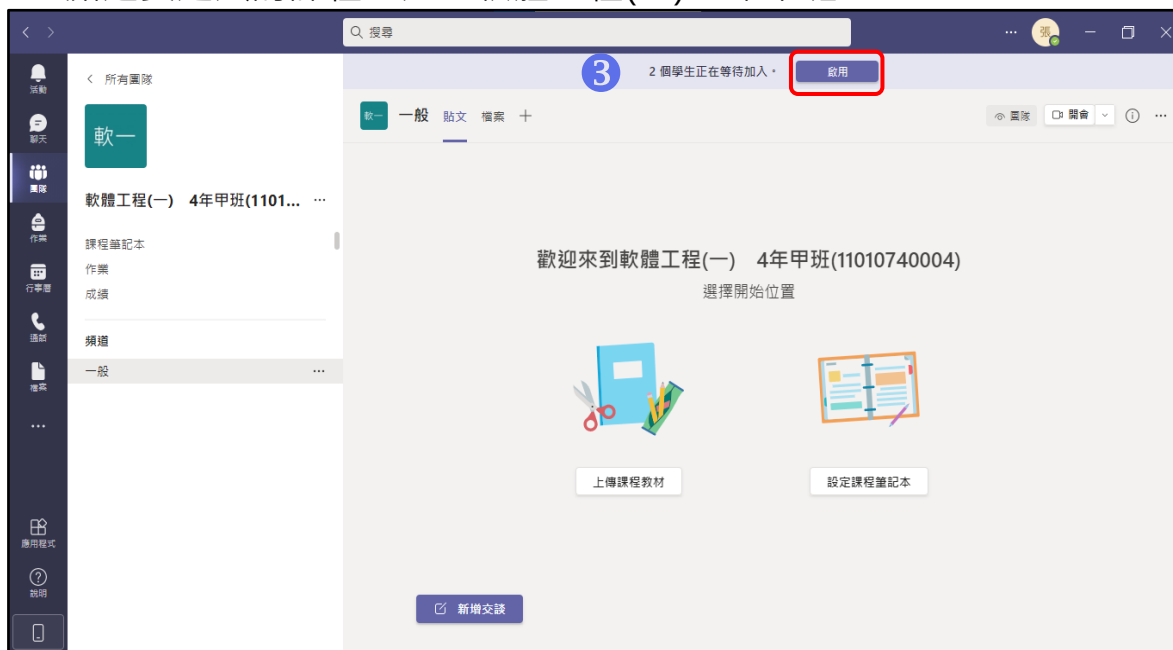 搜尋
張
活動
聊天
團隊
作業
行事曆
通話
檔案
應用程式
說明
所有團隊
軟一
軟體工程(一) 4年甲班(1101...
課程筆記本
作業
成績
頻道
一般
3
2 個學生正在等待加入。 啟用
軟一 一般 貼文 檔案
團隊 開會
歡迎來到軟體工程(一) 4年甲班(11010740004)
選擇開始位置
上傳課程教材 設定課程筆記本
新增交談